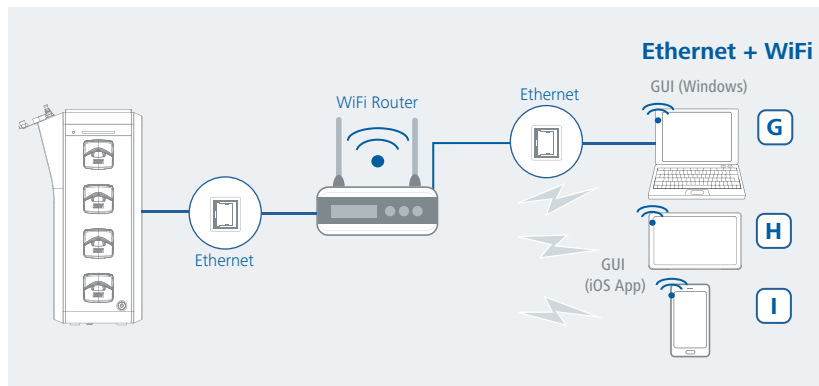 Ethernet + WiFi
GUI (Windows)
WiFi Router
Ethernet
G
H
Ethernet
GUI
(iOS App)
I